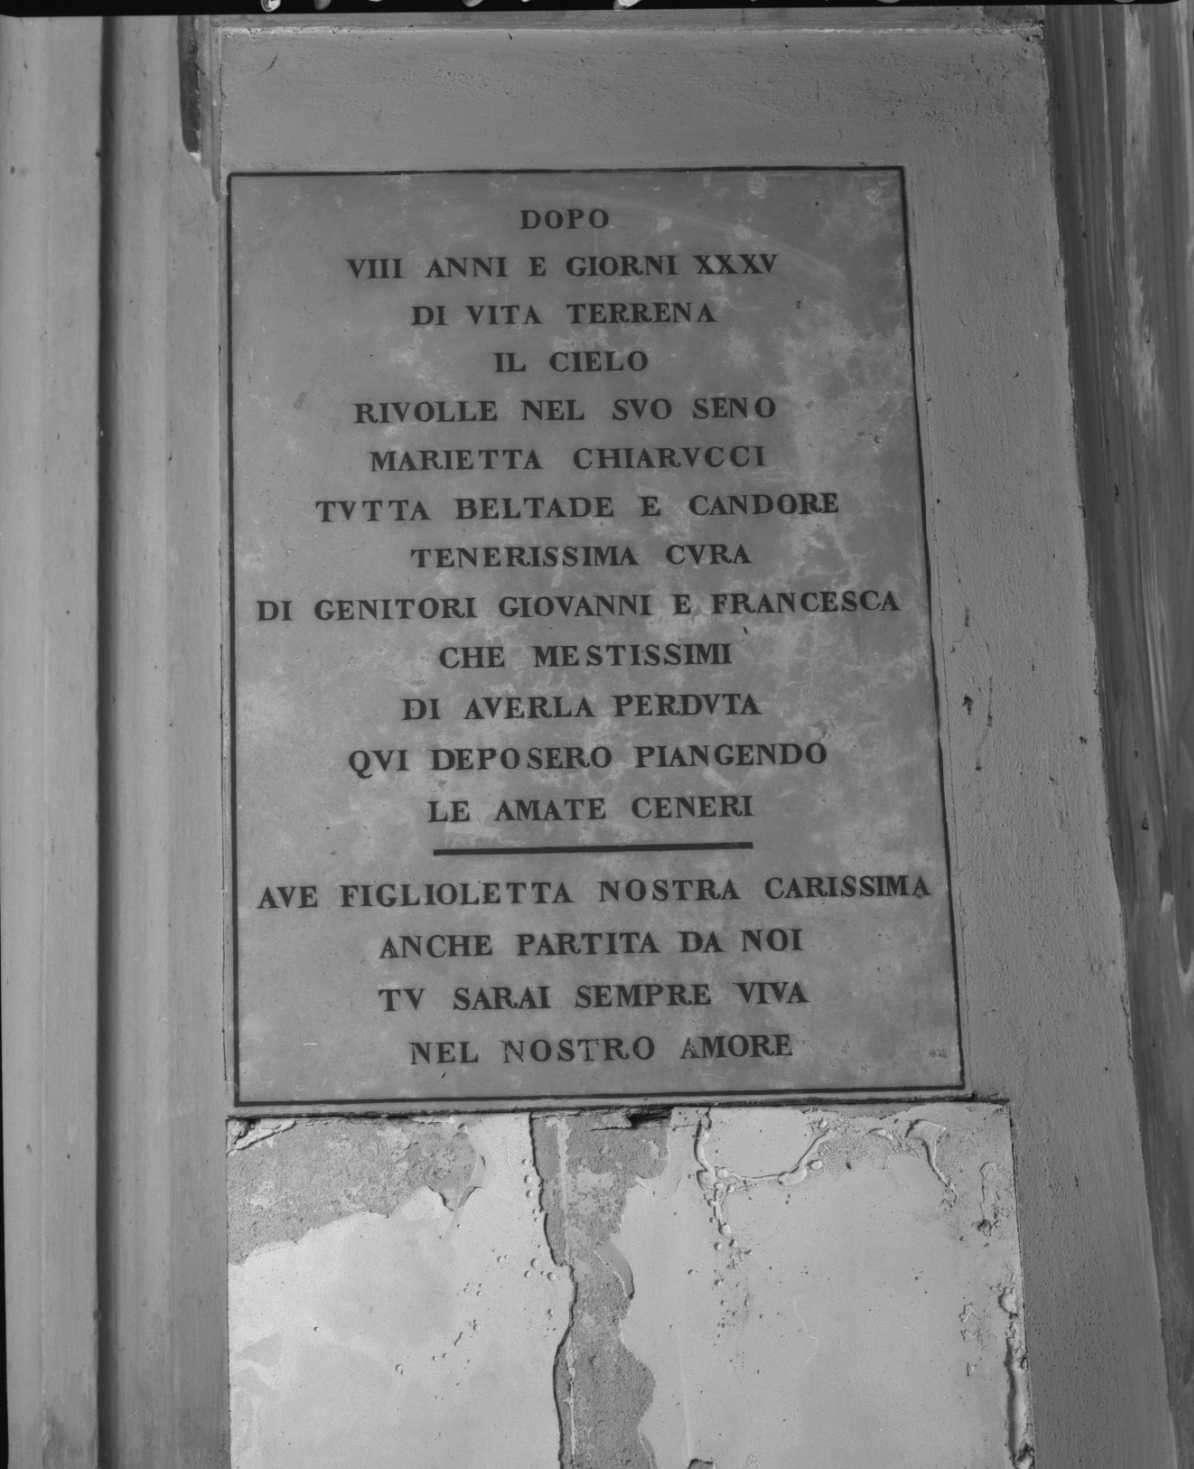 DOPO
VIII ANNI E GIORNI XXXV
DI VITA TERRENA
IL CIELO
RIVOLLE NEL SVO SENO
MARIETTA CHIARVCCI
TVTTA BELTADE E CANDORE
TENERISSIMA CVRA
DI GENITORI GIOVANNI E FRANCESCA
CHE MESTISSIMI
DI AVERLA PERDVTA
QVI DEPOSERO PIANGENDO
LE AMATE CENERI
AVE FIGLIOLETTA NOSTRA CARISSIMA
ANCHE PARTITA DA NOI
TV SARAI SEMPRE VIVA
NEL NOSTRO AMORE